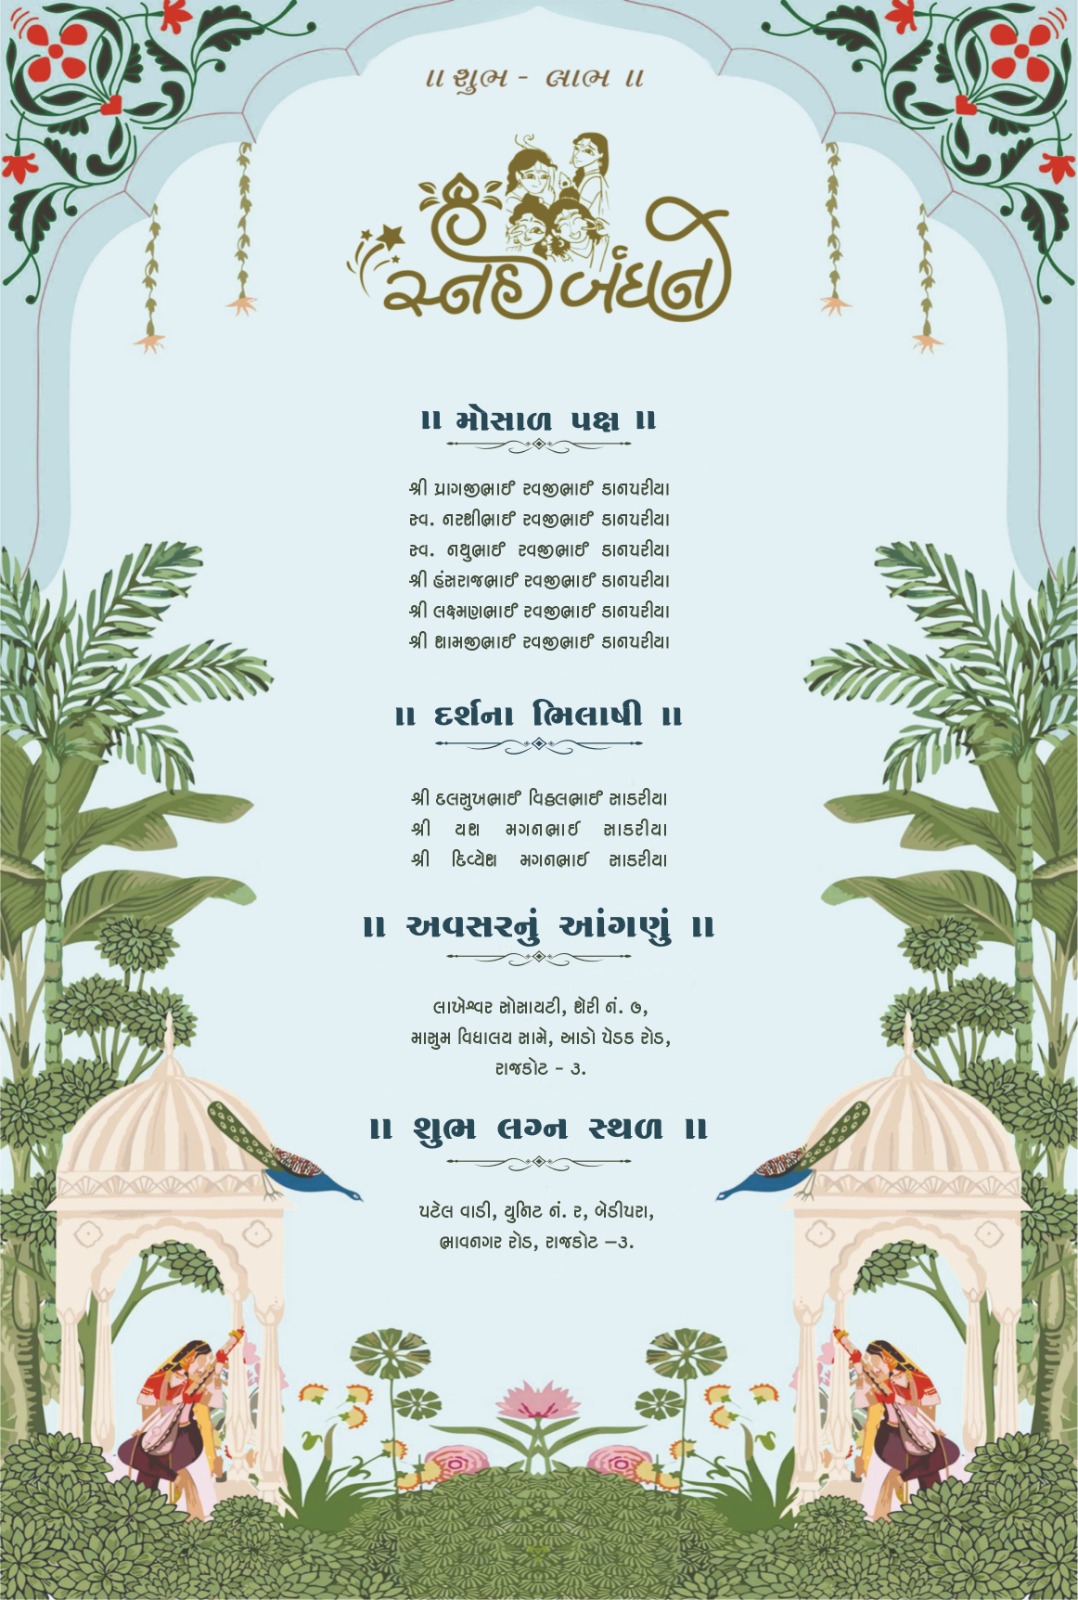 ॥ શુભ - લાભ ॥
સ્નેહ બંધને
॥ મોસાળ પક્ષ ॥
શ્રી પ્રાગજીભાઈ રવજીભાઈ કાનપરીયા
સ્વ. નરશીભાઈ રવજીભાઈ કાનપરીયા
સ્વ. નથુભાઈ રવજીભાઈ કાનપરીયા
શ્રી હંસરાજભાઈ રવજીભાઈ કાનપરીયા
શ્રી લક્ષ્મણભાઈ રવજીભાઈ કાનપરીયા
શ્રી શામજીભાઈ રવજીભાઈ કાનપરીયા
॥ દર્શના ભિલાષી ॥
શ્રી દલસુખભાઈ વિઠ્ઠલભાઈ સાકરીયા
શ્રી યશ મગનભાઈ સાકરીયા
શ્રી દિવ્યેશ મગનભાઈ સાકરીયા
॥ અવસરનું આંગણું ॥
લાખેશ્વર સોસાયટી, શેરી નં. ૭,
માસુમ વિદ્યાલય સામે, આડો પેડક રોડ,
રાજકોટ - ૩.
॥ શુભ લગ્ન સ્થળ ॥
પટેલ વાડી, યુનિટ નં. ૨, બેડીપરા,
ભાવનગર રોડ, રાજકોટ –૩.